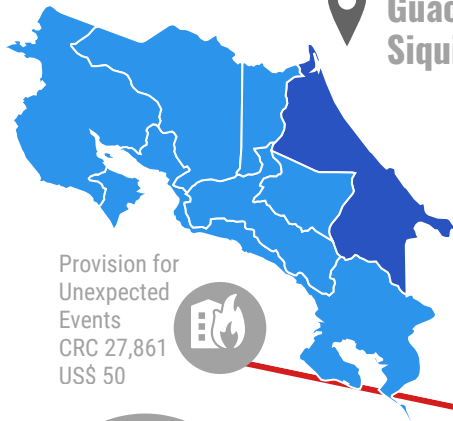 Provision for
Unexpected
Events
CRC 27,861
US$ 50